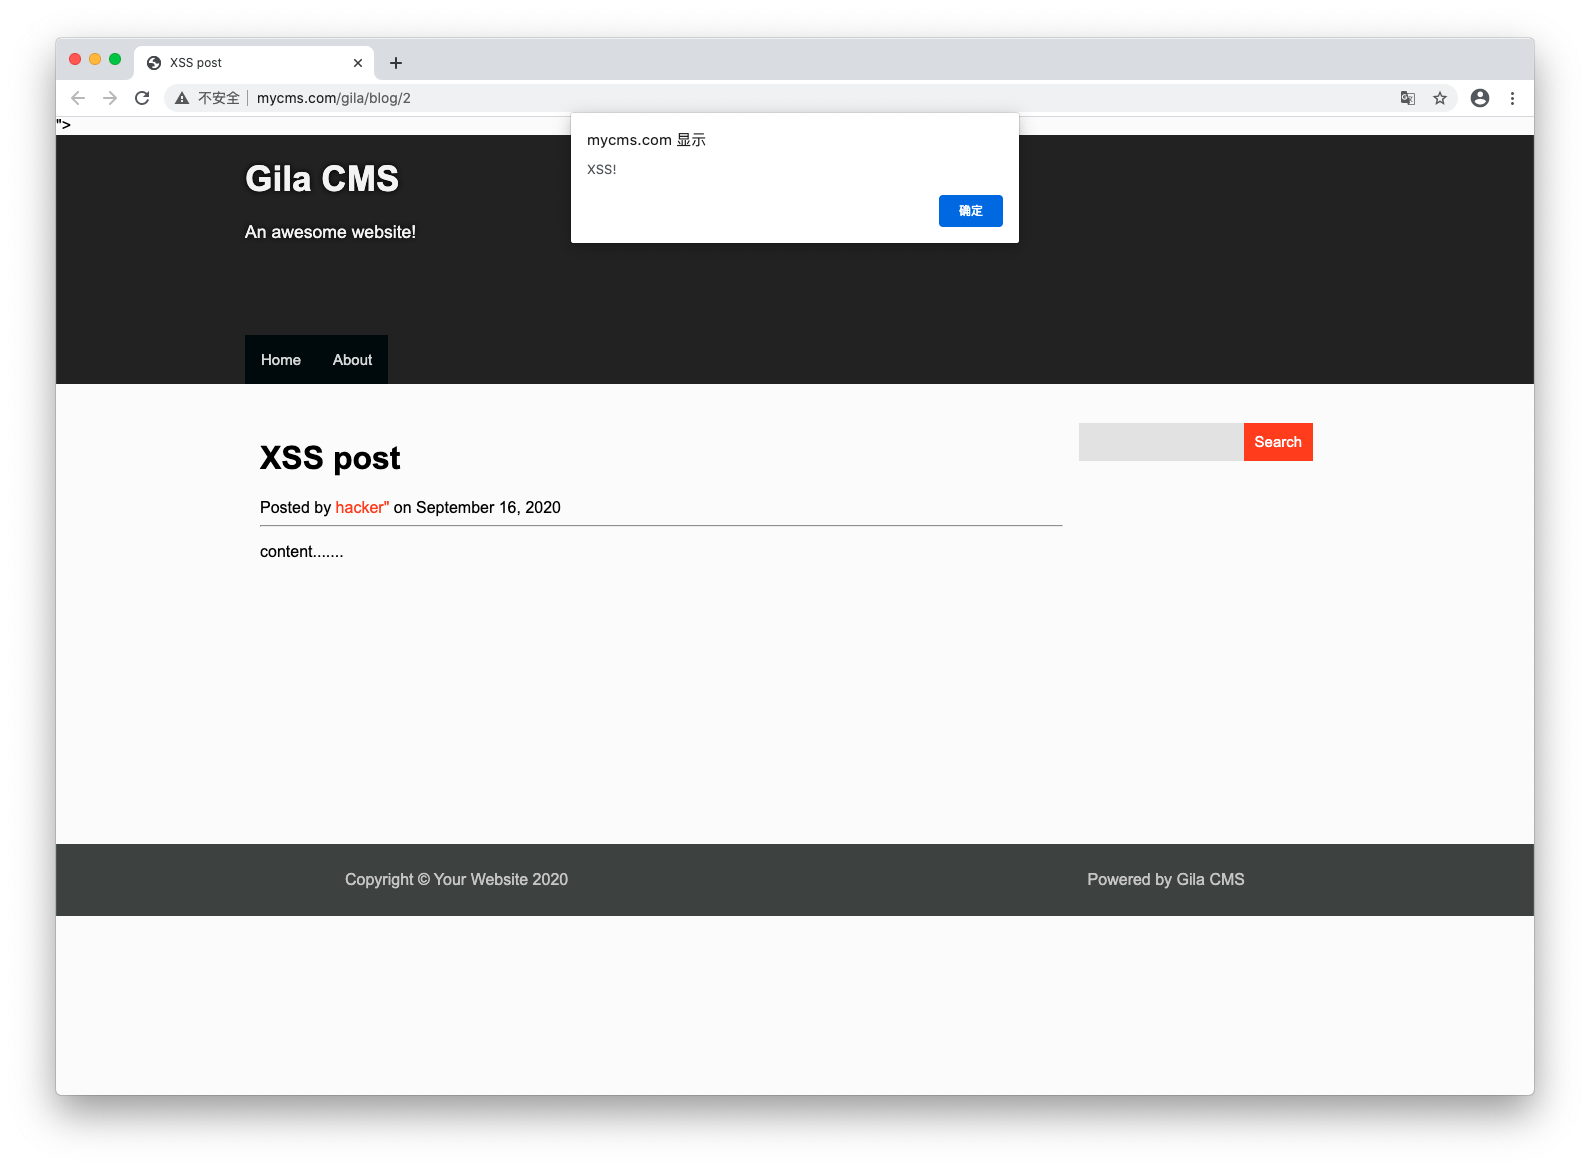 XSS post
不安全
mycms.com/gila/blog/2
">
mycms.com 显示
XSS!
确定
Gila CMS
An awesome website!
Home
About
Search
XSS post
Posted by hacker" on September 16, 2020
content.......
Copyright © Your Website 2020
Powered by Gila CMS